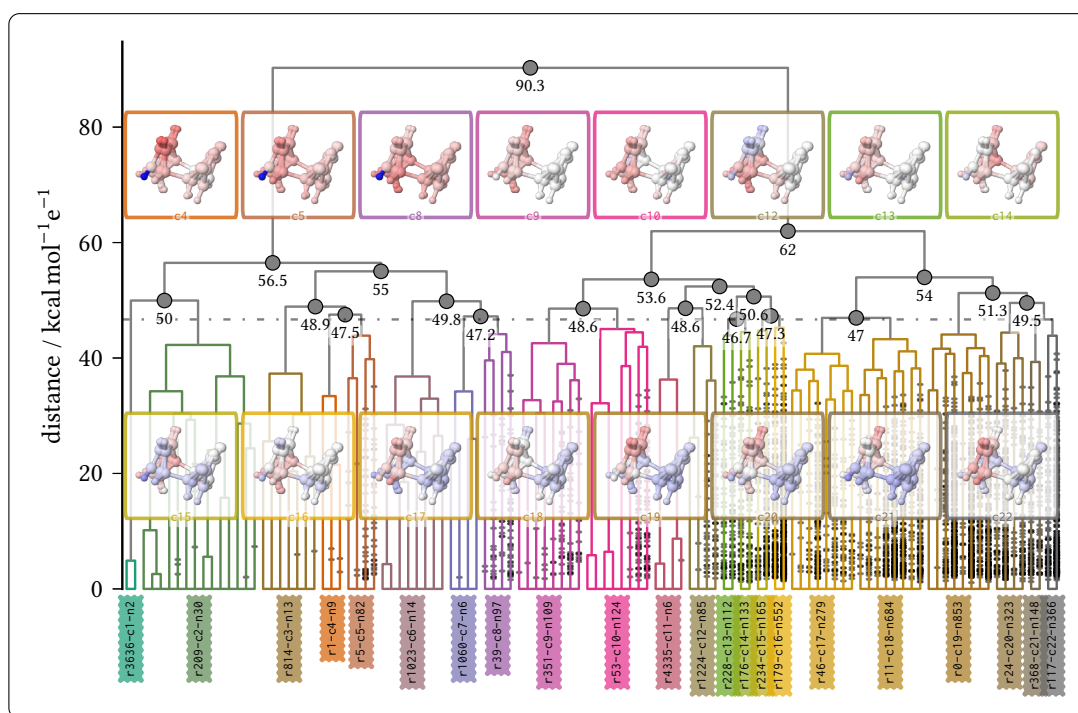 distance / kcal mol⁻¹e⁻¹
80
60
40
20
0
90.3
c4 c5 c8 c9 c10 c12 c13 c14
62
56.5
55
54
53.6
52.4
51.3
50
50.6
49.8
49.5
48.9
48.6
48.6
47.5
47.2
47.3
46.7
47
c15 c16 c17 c18 c19 c20 c21 c22
r3636-c1-n2
r209-c2-n30
r814-c3-n13
r1-c4-n9
r5-c5-n82
r1023-c6-n14
r1060-c7-n6
r39-c8-n97
r351-c9-n109
r53-c10-n124
r4335-c11-n6
r1224-c12-n85
r228-c13-n112
r176-c14-n133
r234-c15-n165
r179-c16-n552
r46-c17-n279
r11-c18-n684
r0-c19-n853
r24-c20-n323
r368-c21-n148
r117-c22-n366